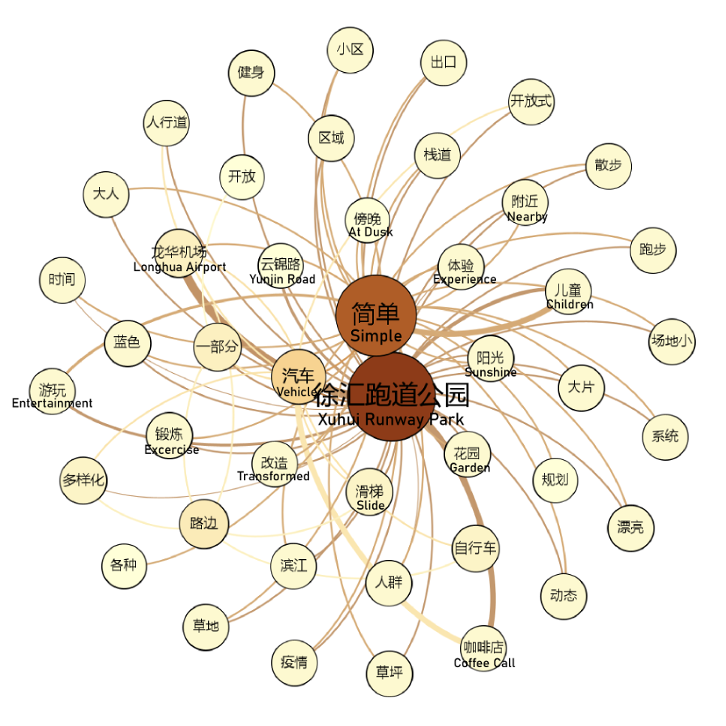 小区
出口
健身
开放式
人行道
区域
栈道
散步
开放
大人
附近
Nearby
傍晚
At Dusk
龙华机场
Longhua Airport
云锦路
Yunjin Road
体验
Experience
跑步
时间
儿童
Children
简单
Simple
蓝色
一部分
场地小
阳光
Sunshine
汽车
Vehicle
游玩
Entertainment
大片
徐汇跑道公园
Xuhui Runway Park
锻炼
Excercise
系统
花园
Garden
改造
Transformed
多样化
滑梯
Slide
规划
路边
漂亮
自行车
各种
滨江
人群
动态
草地
咖啡店
Coffee Call
疫情
草坪